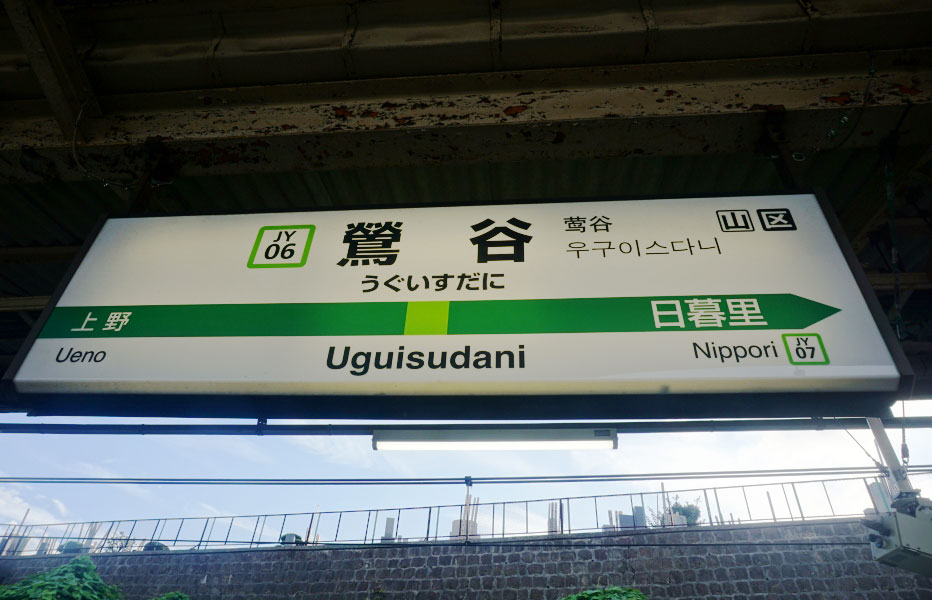 JY
06
鶯谷
莺谷
우구이스다니
山 区
うぐいすだに
上野
日暮里
Ueno
Uguisudani
Nippori
JY
07